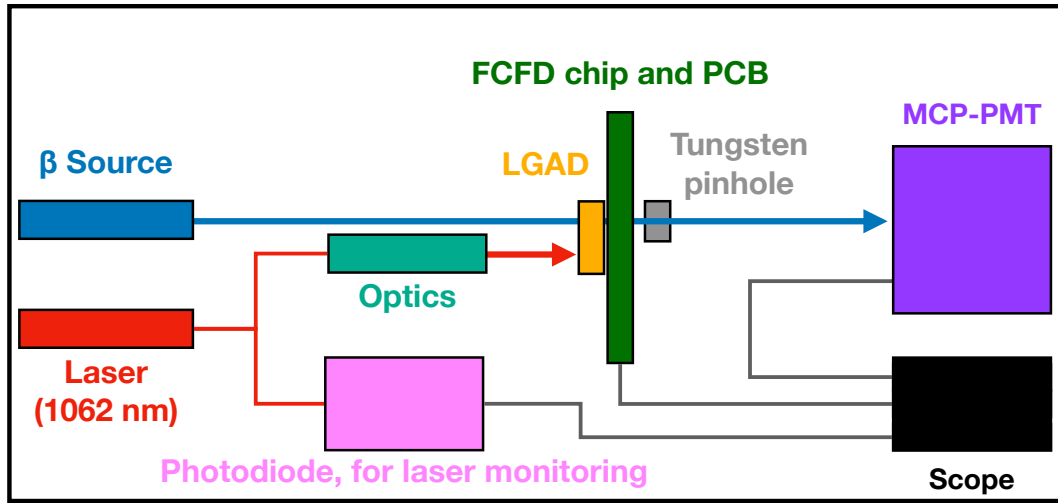 FCFD chip and PCB
MCP-PMT
β Source
LGAD
Tungsten
pinhole
Optics
Laser
(1062 nm)
Photodiode, for laser monitoring
Scope